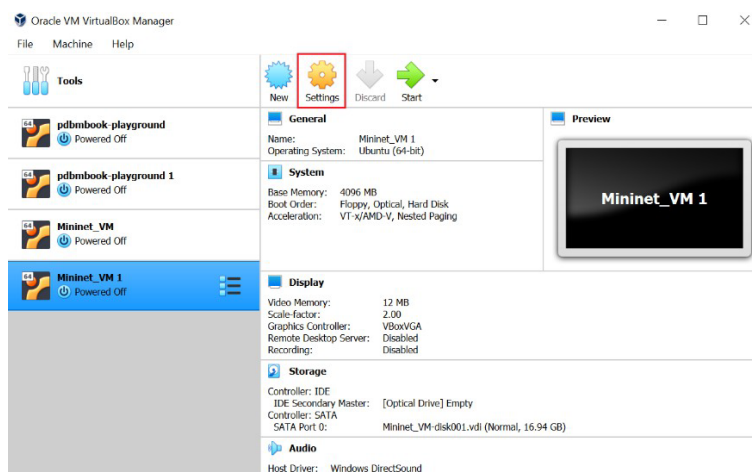 Oracle VM VirtualBox Manager
File Machine Help
Tools
New Settings Discard Start
64 pdbmbook-playground
Powered Off
64 pdbmbook-playground 1
Powered Off
64 Mininet_VM
Powered Off
64 Mininet_VM 1
Powered Off
General
Name: Mininet_VM 1
Operating System: Ubuntu (64-bit)
System
Base Memory: 4096 MB
Boot Order: Floppy, Optical, Hard Disk
Acceleration: VT-x/AMD-V, Nested Paging
Preview
Mininet_VM 1
Display
Video Memory: 12 MB
Scale-factor: 2.00
Graphics Controller: VBoxVGA
Remote Desktop Server: Disabled
Recording: Disabled
Storage
Controller: IDE
IDE Secondary Master: [Optical Drive] Empty
Controller: SATA
SATA Port 0: Mininet_VM-disk001.vdi (Normal, 16.94 GB)
Audio
Host Driver: Windows DirectSound